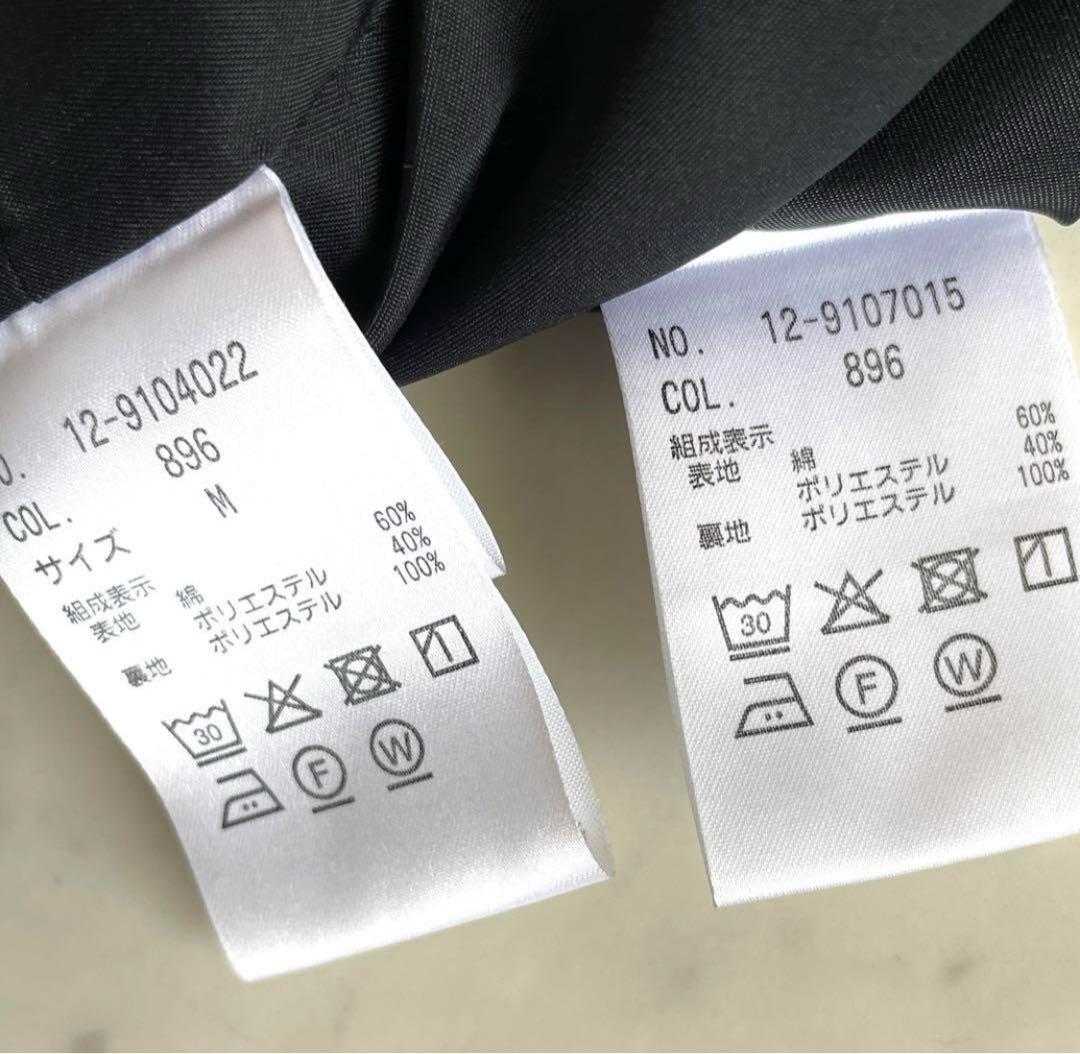 O. 12-9104022
COL. 896
サイズ M
組成表示
表地 綿 60%
ポリエステル 40%
裏地 ポリエステル 100%
30
F W
NO. 12-9107015
COL. 896
組成表示
表地 綿 60%
ポリエステル 40%
裏地 ポリエステル 100%
30
F W